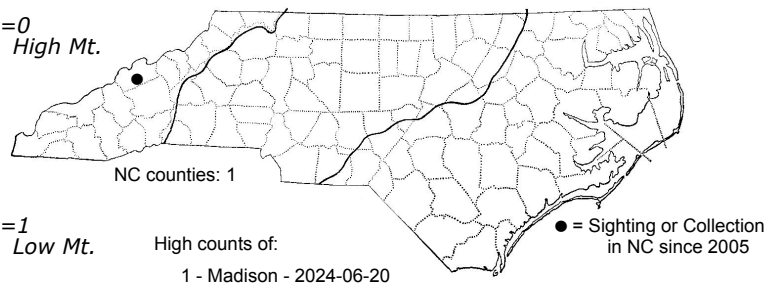 =0
High Mt.
NC counties: 1
=1
Low Mt.
High counts of:
1 - Madison - 2024-06-20
● = Sighting or Collection
in NC since 2005